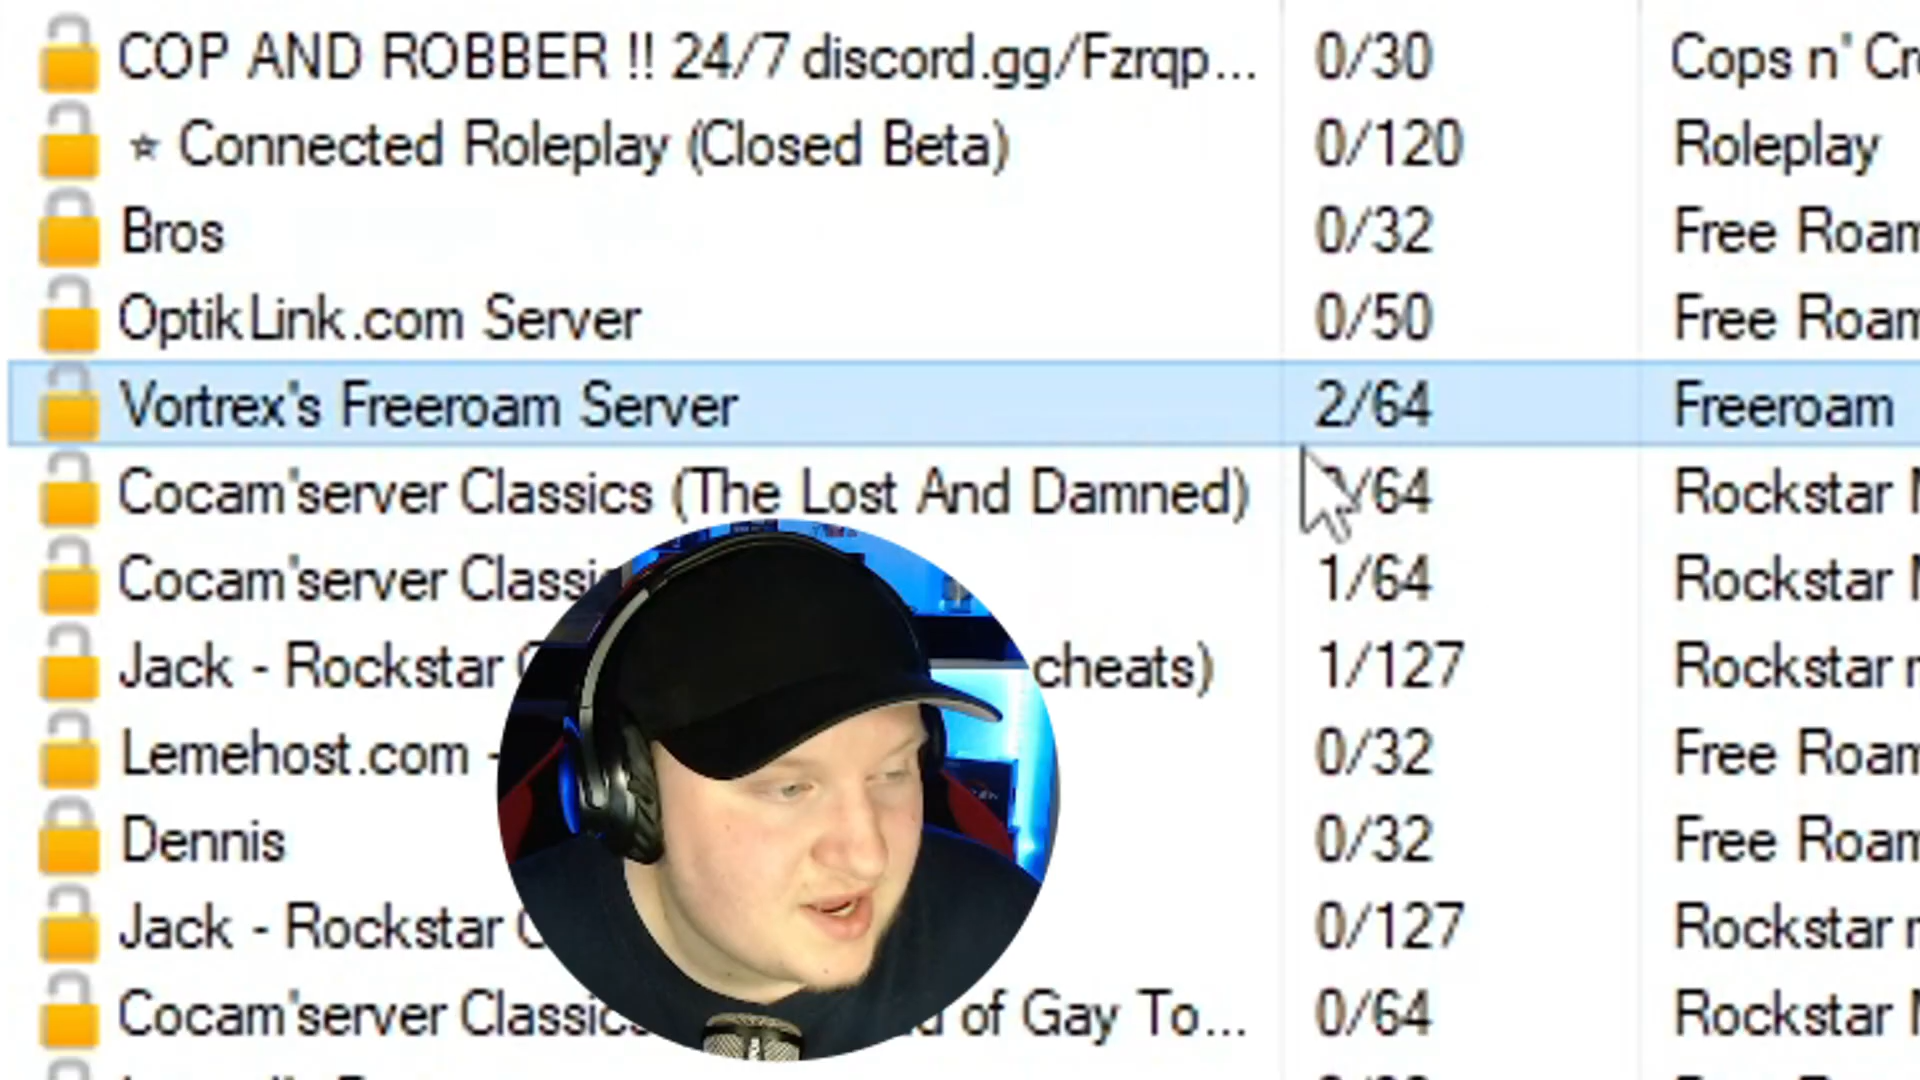 COP AND ROBBER !! 24/7 discord.gg/Fzrqp... 0/30 Cops n'
☆ Connected Roleplay (Closed Beta) 0/120 Roleplay
Bros 0/32 Free Roam
OptikLink.com Server 0/50 Free Roam
Vortrex's Freeroam Server 2/64 Freeroam
Cocam'server Classics (The Lost And Damned) /64 Rockstar
Cocam'server 1/64 Rockstar
Jack - Rockstar cheats) 1/127 Rockstar
Lemehost.com - 0/32 Free Roam
Dennis 0/32 Free Roam
Jack - Rockstar 0/127 Rockstar
Cocam'server Classics of Gay To... 0/64 Rockstar